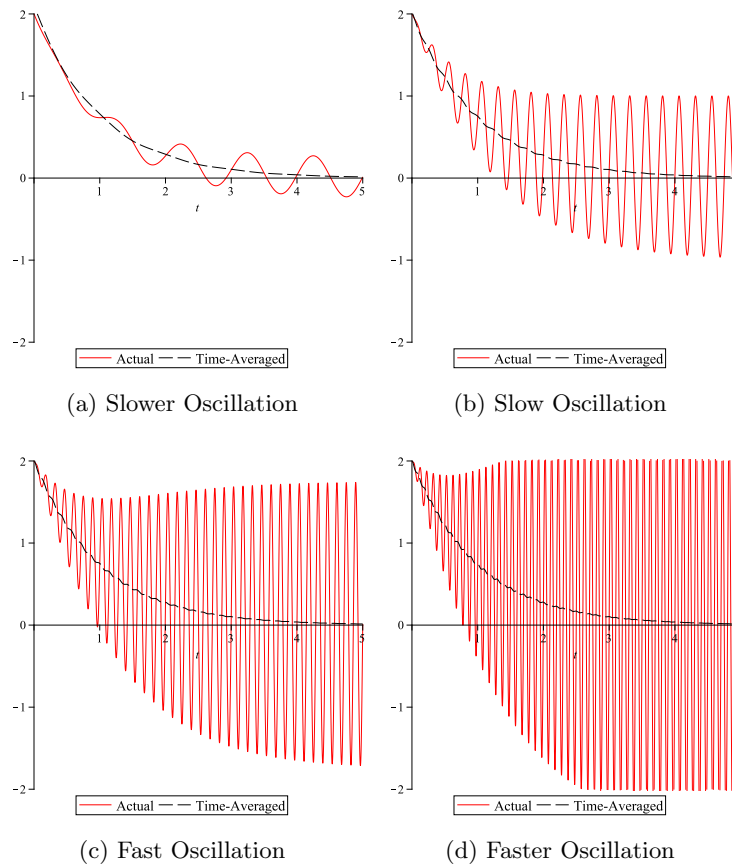 2
1
0
-1
-2
1 2 3 4 5
t
Actual Time-Averaged
(a) Slower Oscillation
2
1
0
-1
-2
1 2 3 4
t
Actual Time-Averaged
(b) Slow Oscillation
2
1
0
-1
-2
1 2 3 4 5
t
Actual Time-Averaged
(c) Fast Oscillation
2
1
0
-1
-2
1 2 3 4
t
Actual Time-Averaged
(d) Faster Oscillation